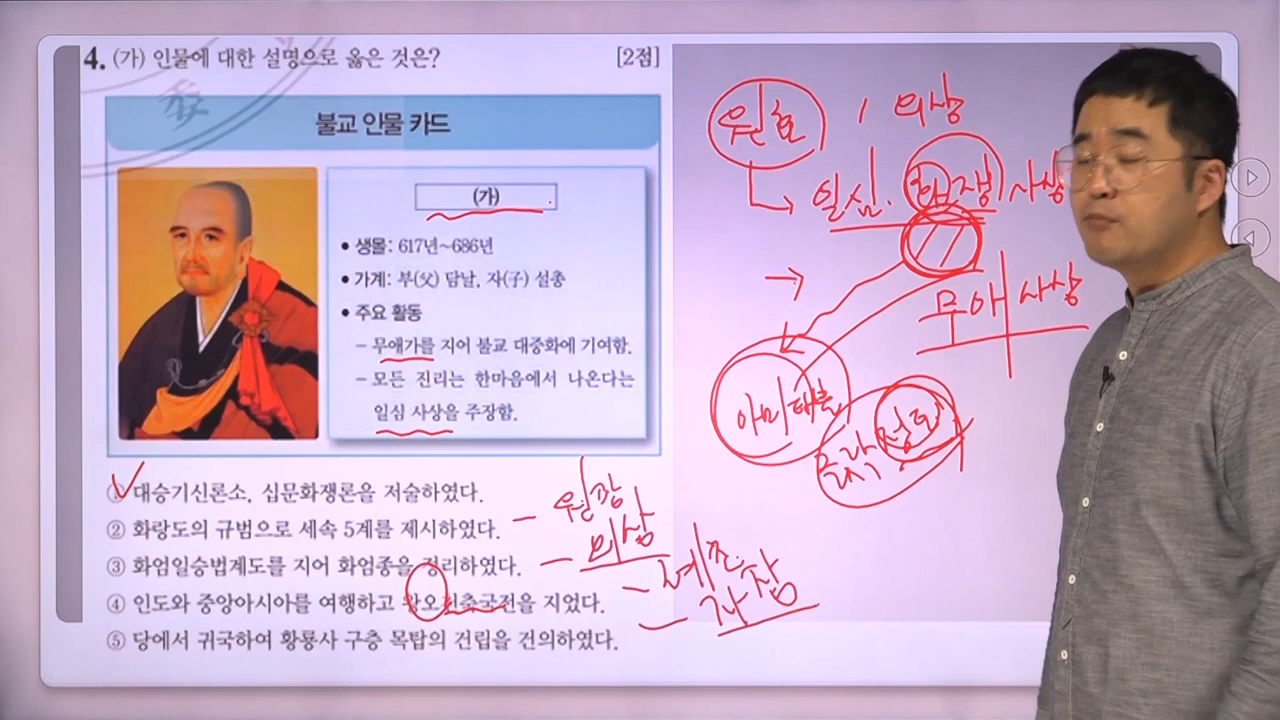 4. (가) 인물에 대한 설명으로 옳은 것은? [2점]
불교 인물 카드
(가)
• 생몰: 617년~686년
• 가계: 부(父) 담날, 자(子) 설총
• 주요 활동
– 무애가를 지어 불교 대중화에 기여함.
– 모든 진리는 한마음에서 나온다는
일심 사상을 주장함.
① 대승기신론소, 십문화쟁론을 저술하였다.
② 화랑도의 규범으로 세속 5계를 제시하였다.
③ 화엄일승법계도를 지어 화엄종을 정리하였다.
④ 인도와 중앙아시아를 여행하고 왕오천축국전을 지었다.
⑤ 당에서 귀국하여 황룡사 구층 목탑의 건립을 건의하였다.
원효 , 의상
→ 일심. 화쟁 사상
→ 무애 사상
아미타불
극락 정토
– 원광
– 의상
– 혜초
– 자장